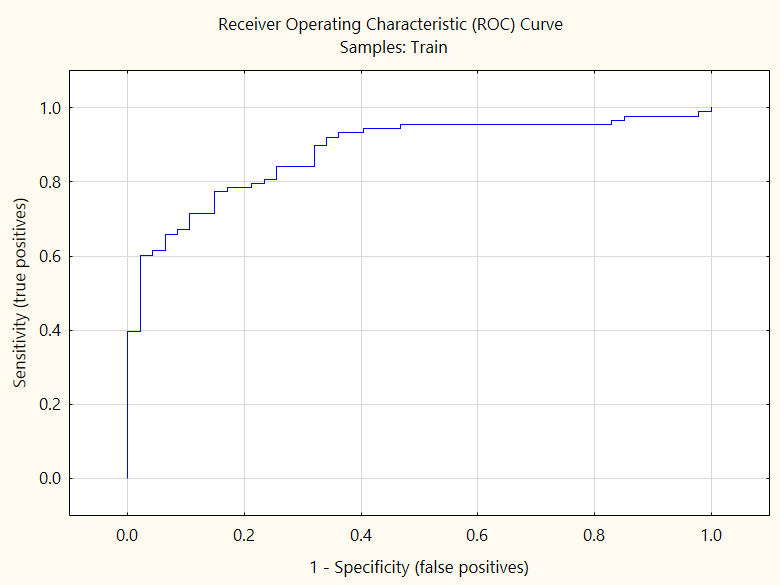 Receiver Operating Characteristic (ROC) Curve
Samples: Train
1.0
0.8
0.6
0.4
0.2
0.0
Sensitivity (true positives)
0.0 0.2 0.4 0.6 0.8 1.0
1 - Specificity (false positives)